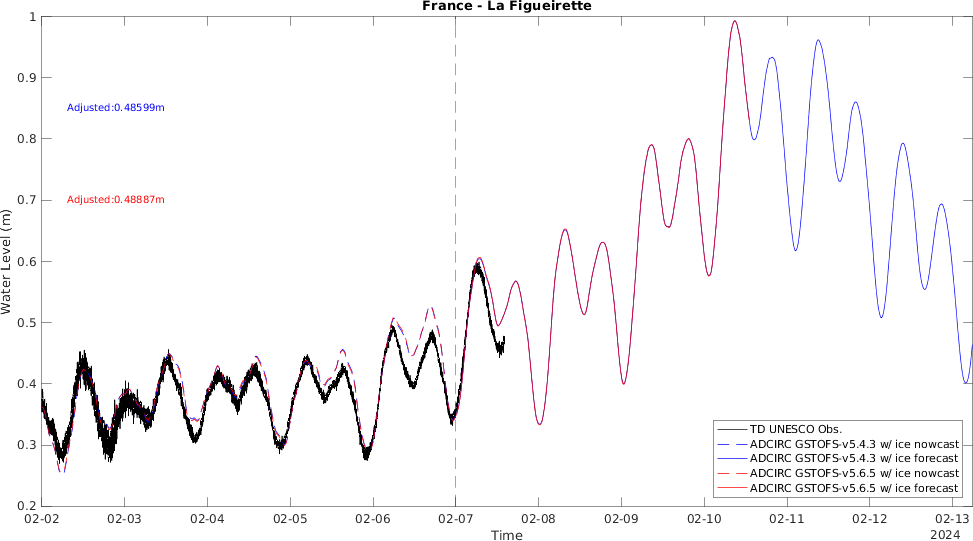 France - La Figueirette
1
0.9
0.8
0.7
0.6
0.5
0.4
0.3
0.2
Water Level (m)
Adjusted:0.48599m
Adjusted:0.48887m
TD UNESCO Obs.
ADCIRC GSTOFS-v5.4.3 w/ ice nowcast
ADCIRC GSTOFS-v5.4.3 w/ ice forecast
ADCIRC GSTOFS-v5.6.5 w/ ice nowcast
ADCIRC GSTOFS-v5.6.5 w/ ice forecast
02-02 02-03 02-04 02-05 02-06 02-07 02-08 02-09 02-10 02-11 02-12 02-13
Time
2024